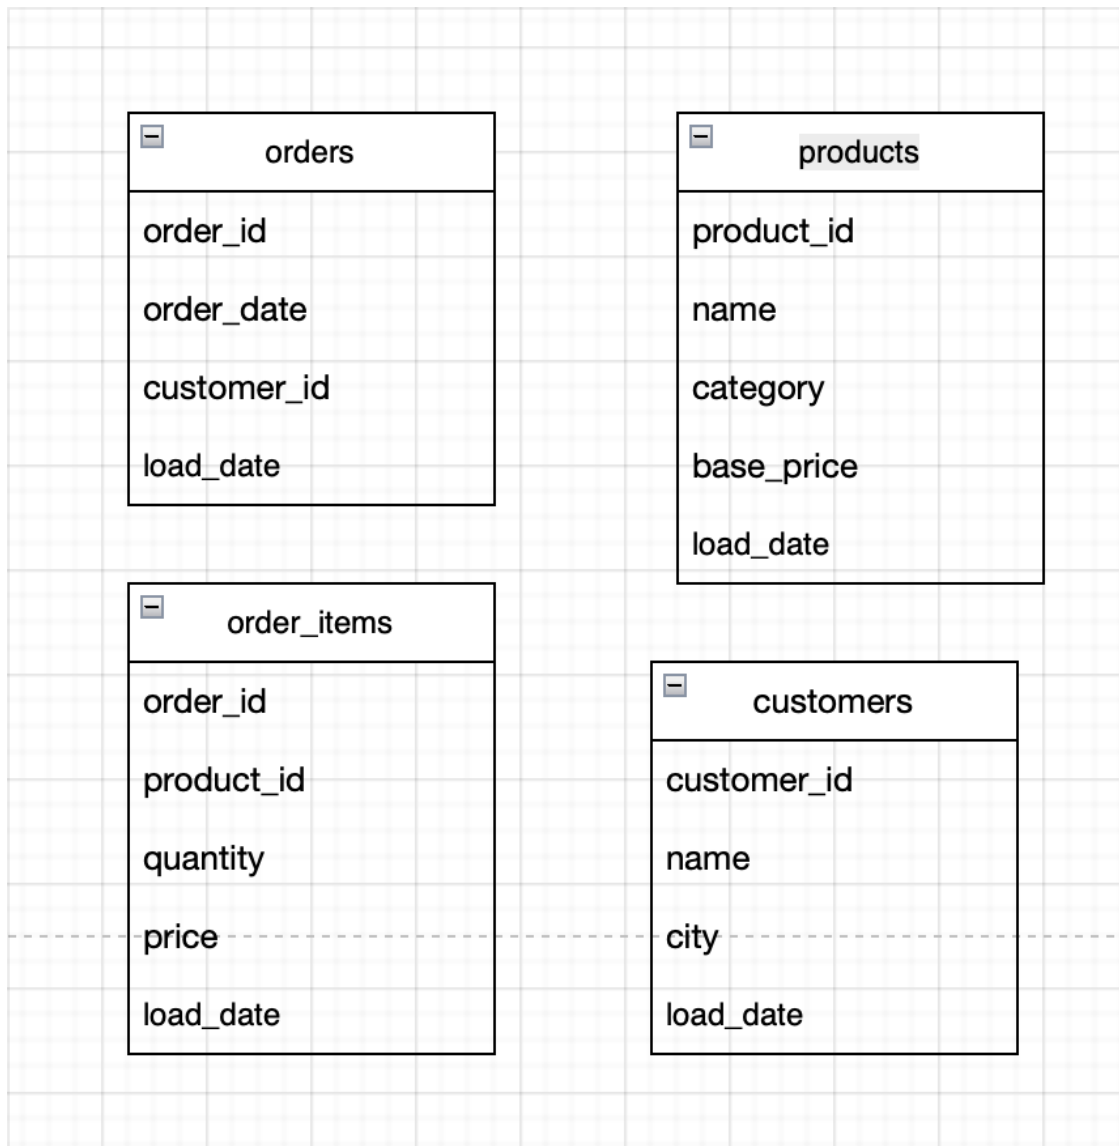 orders
order_id
order_date
customer_id
load_date
products
product_id
name
category
base_price
load_date
order_items
order_id
product_id
quantity
price
load_date
customers
customer_id
name
city
load_date